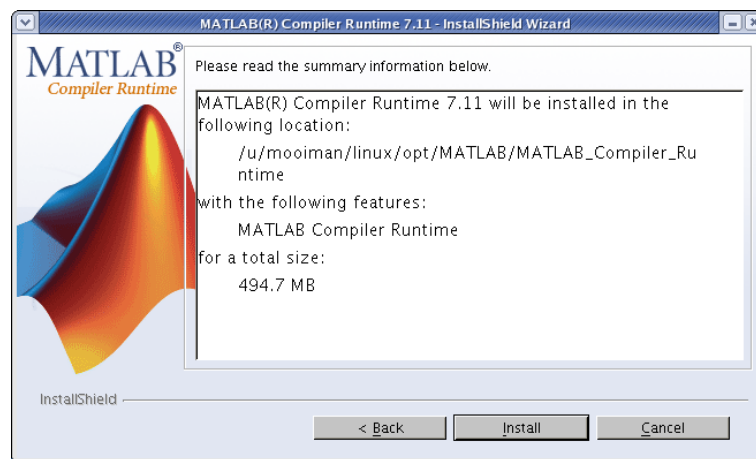 MATLAB(R) Compiler Runtime 7.11 - InstallShield Wizard
MATLAB®
Compiler Runtime
Please read the summary information below.
MATLAB(R) Compiler Runtime 7.11 will be installed in the
following location:
/u/mooiman/linux/opt/MATLAB/MATLAB_Compiler_Ru
ntime
with the following features:
MATLAB Compiler Runtime
for a total size:
494.7 MB
InstallShield
< Back
Install
Cancel